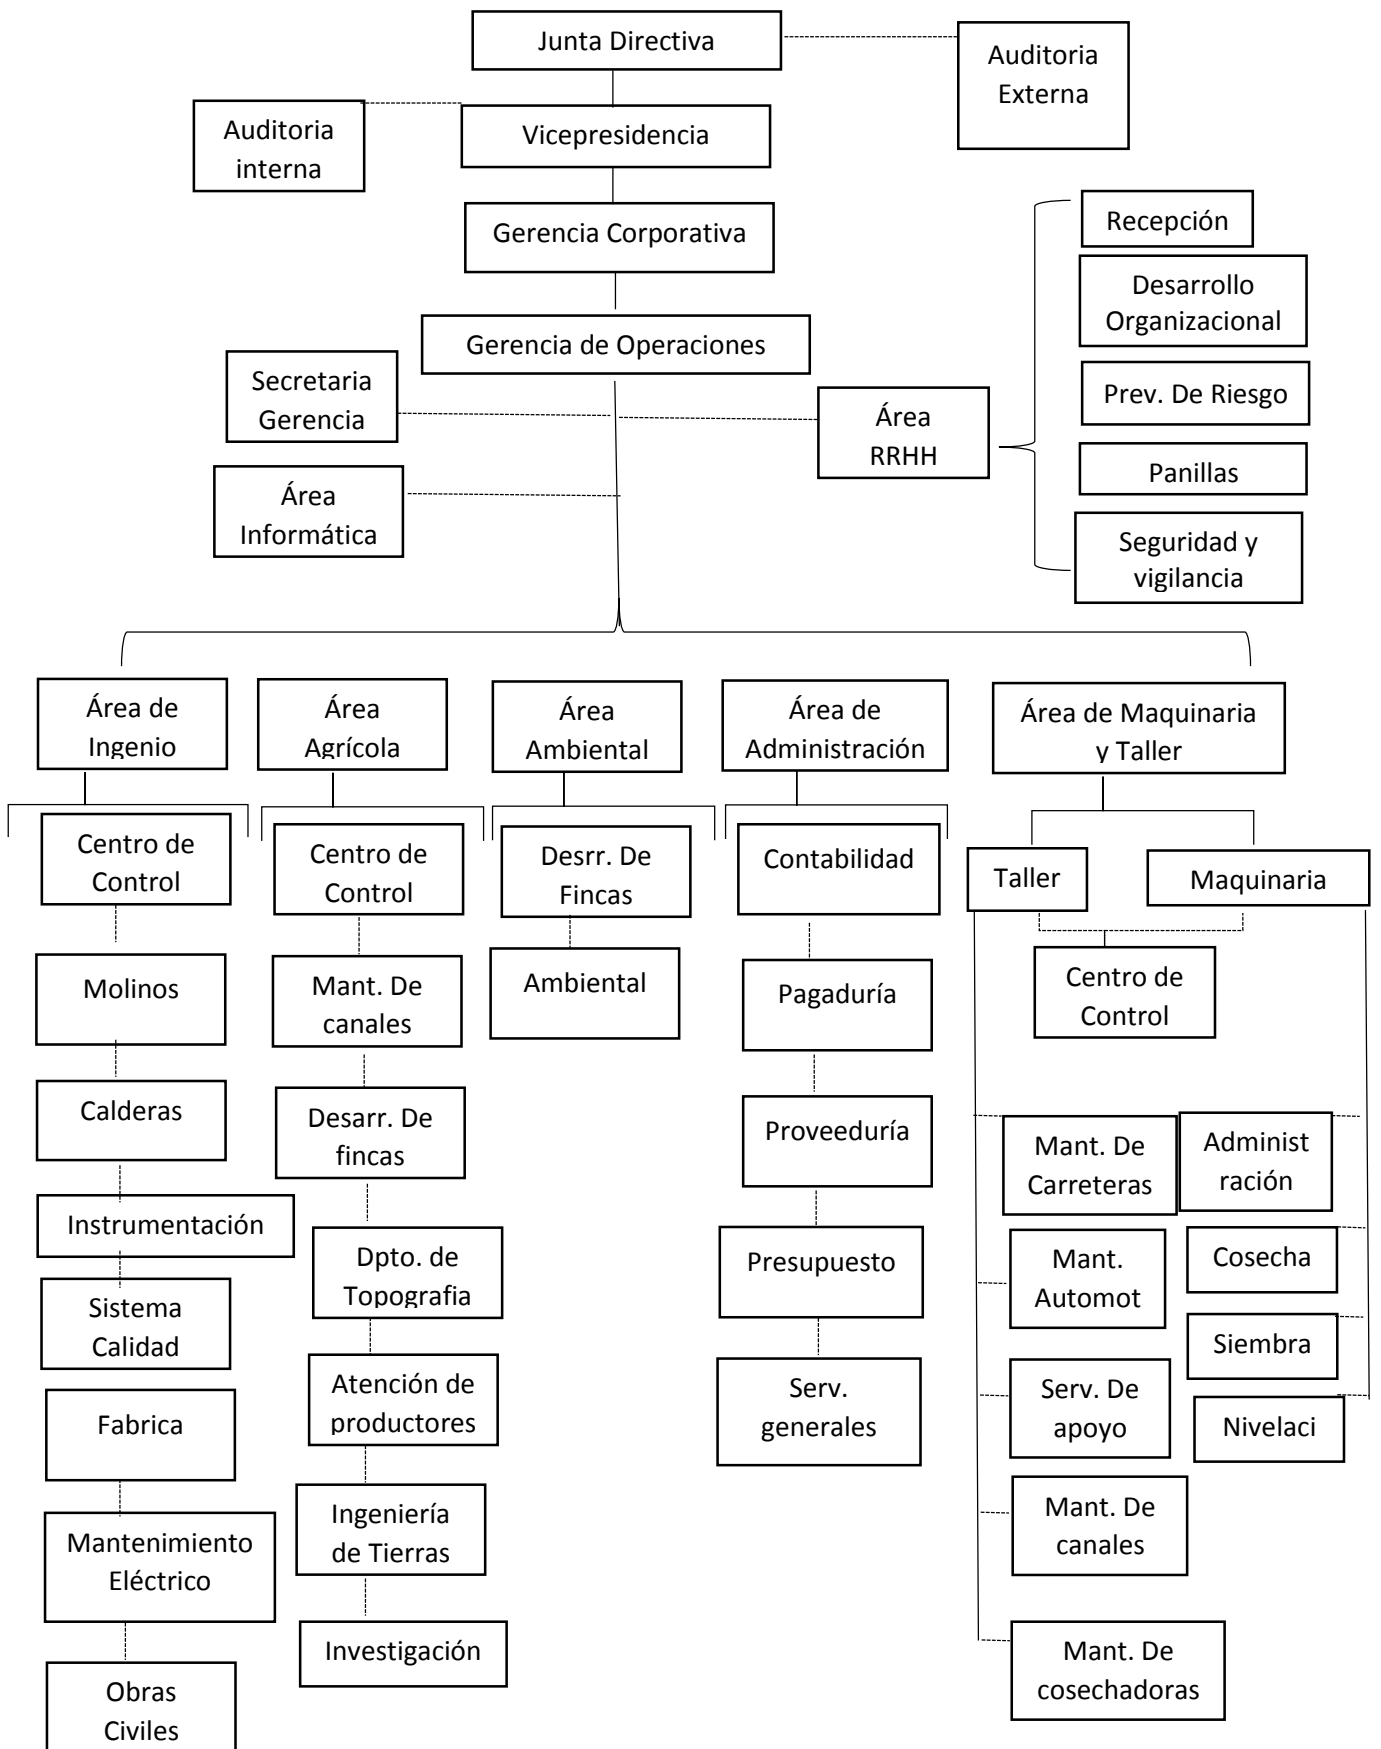 Junta Directiva
Auditoria
Externa
Auditoria
interna
Vicepresidencia
Gerencia Corporativa
Recepción
Desarrollo
Organizacional
Gerencia de Operaciones
Secretaria
Gerencia
Prev. De Riesgo
Área
RRHH
Panillas
Área
Informática
Seguridad y
vigilancia
Área de
Ingenio
Área
Agrícola
Área
Ambiental
Área de
Administración
Área de Maquinaria
y Taller
Centro de
Control
Molinos
Calderas
Instrumentación
Sistema
Calidad
Fabrica
Mantenimiento
Eléctrico
Obras
Civiles
Centro de
Control
Mant. De
canales
Desarr. De
fincas
Dpto. de
Topografia
Atención de
productores
Ingeniería
de Tierras
Investigación
Desrr. De
Fincas
Ambiental
Contabilidad
Pagaduría
Proveeduría
Presupuesto
Serv.
generales
Taller
Maquinaria
Centro de
Control
Mant. De
Carreteras
Mant.
Automot
Serv. De
apoyo
Mant. De
canales
Mant. De
cosechadoras
Administ
ración
Cosecha
Siembra
Nivelaci